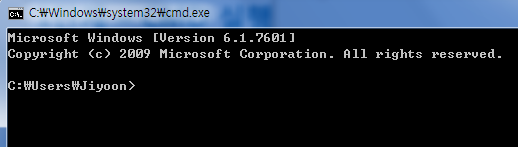 C:₩Windows₩system32₩cmd.exe
Microsoft Windows [Version 6.1.7601]
Copyright (c) 2009 Microsoft Corporation. All rights reserved.
C:₩Users₩Jiyoon>